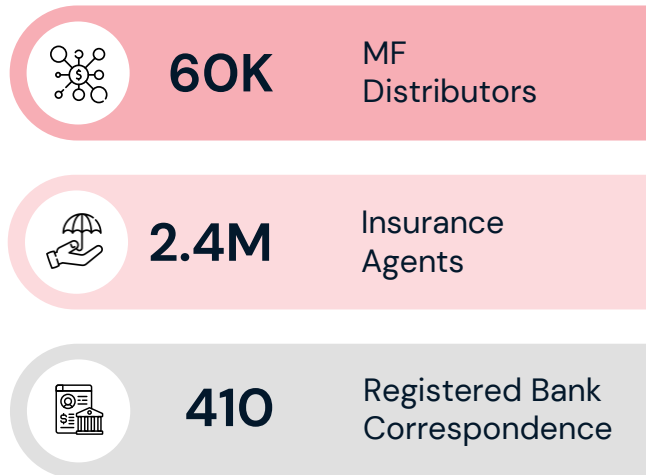 60K
MF
Distributors
2.4M
Insurance
Agents
410
Registered Bank
Correspondence